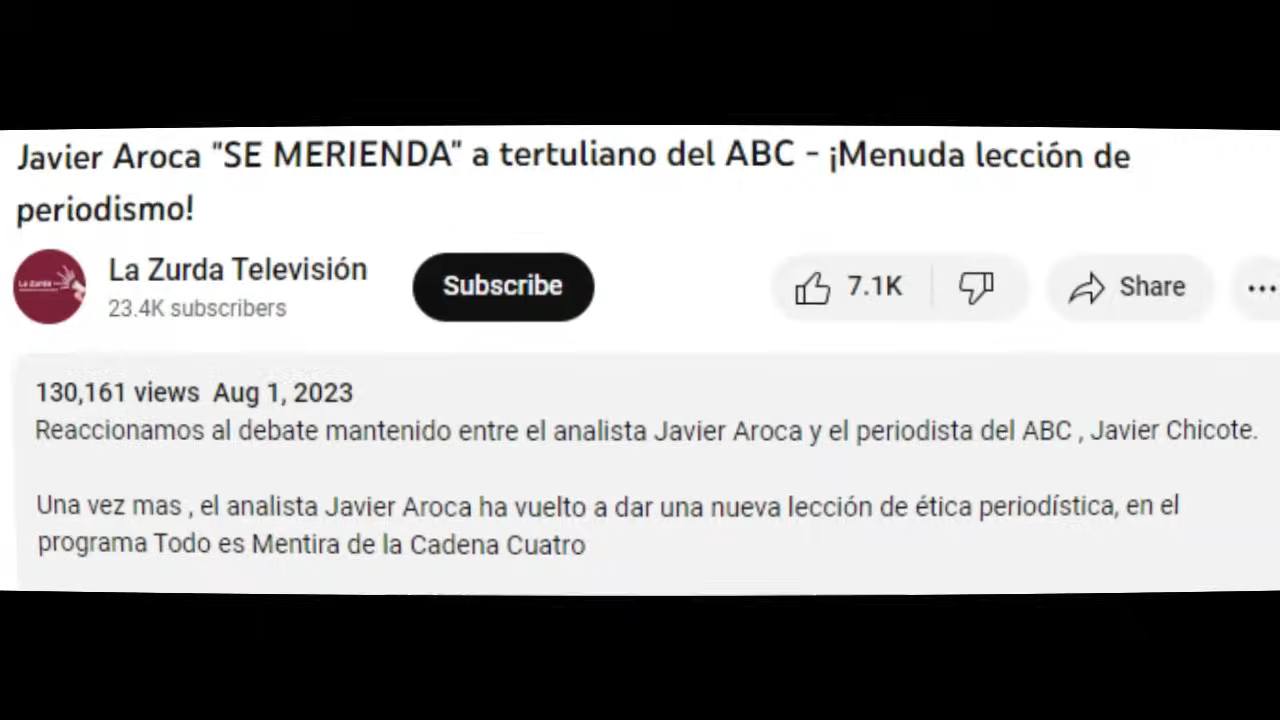 Javier Aroca "SE MERIENDA" a tertuliano del ABC - ¡Menuda lección de
periodismo!
La Zurda
La Zurda Televisión
23.4K subscribers
Subscribe
7.1K
Share
130,161 views Aug 1, 2023
Reaccionamos al debate mantenido entre el analista Javier Aroca y el periodista del ABC , Javier Chicote.
Una vez mas , el analista Javier Aroca ha vuelto a dar una nueva lección de ética periodística, en el
programa Todo es Mentira de la Cadena Cuatro